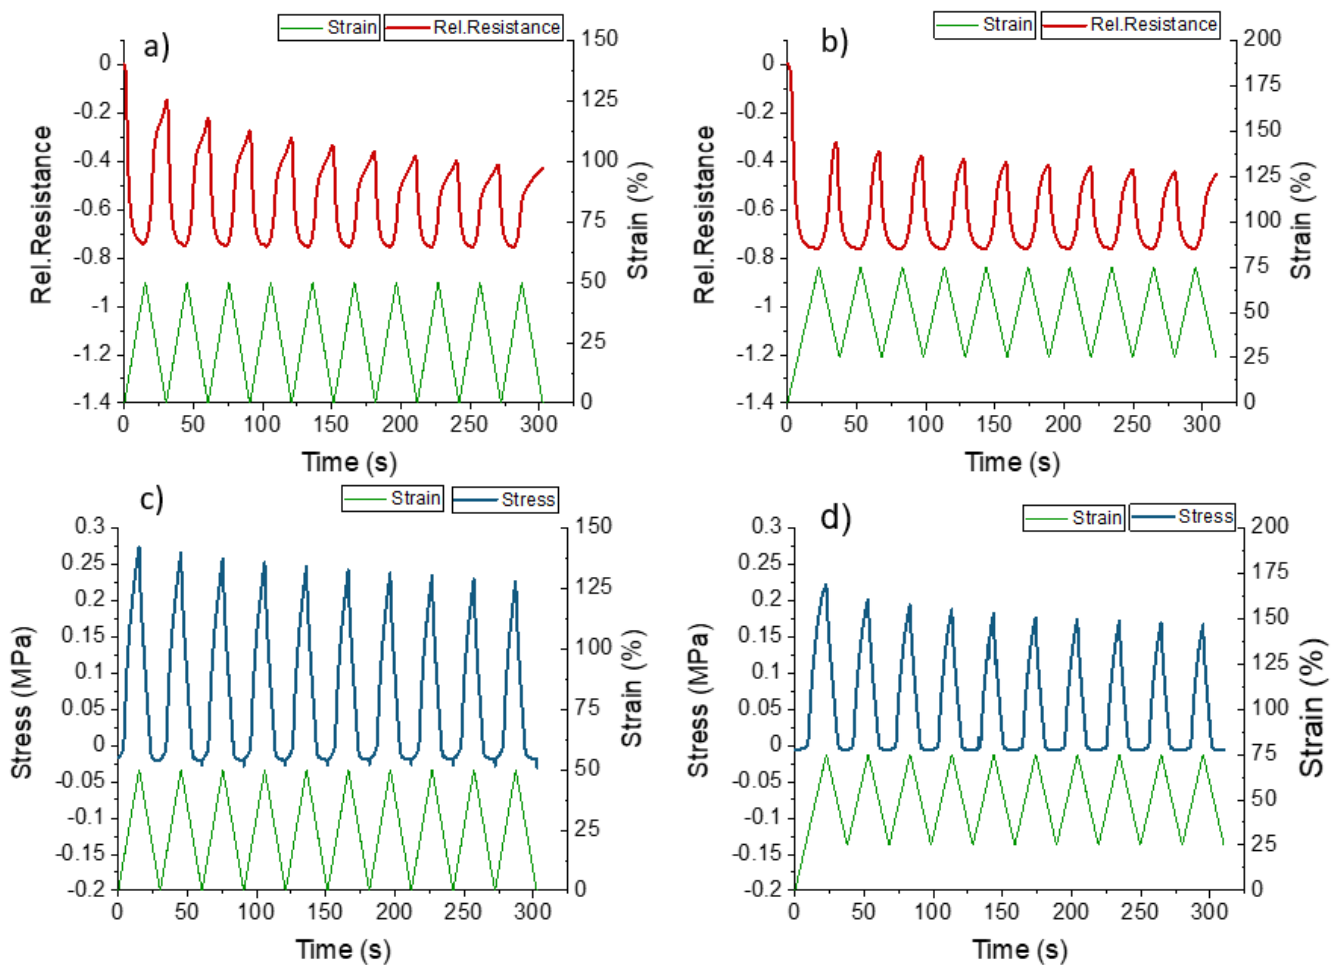 a)
Strain
Rel.Resistance
0
-0.2
-0.4
-0.6
-0.8
-1
-1.2
-1.4
Rel.Resistance
150
125
100
75
50
25
0
Strain (%)
0 50 100 150 200 250 300
Time (s)
b)
Strain
Rel.Resistance
0
-0.2
-0.4
-0.6
-0.8
-1
-1.2
-1.4
Rel.Resistance
200
175
150
125
100
75
50
25
0
Strain (%)
0 50 100 150 200 250 300
Time (s)
c)
Strain
Stress
0.3
0.25
0.2
0.15
0.1
0.05
0
-0.05
-0.1
-0.15
-0.2
Stress (MPa)
150
125
100
75
50
25
0
Strain (%)
0 50 100 150 200 250 300
Time (s)
d)
Strain
Stress
0.3
0.25
0.2
0.15
0.1
0.05
0
-0.05
-0.1
-0.15
-0.2
Stress (MPa)
200
175
150
125
100
75
50
25
0
Strain (%)
0 50 100 150 200 250 300
Time (s)